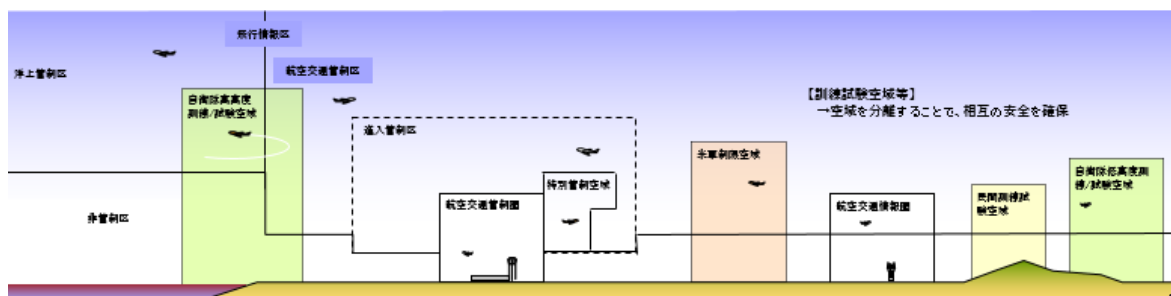 飛行情報区
洋上管制区
航空交通管制区
自衛隊高高度
訓練/試験空域
【訓練試験空域等】
→空域を分離することで、相互の安全を確保
進入管制区
米軍制限空域
特別管制空域
自衛隊低高度訓
練/試験空域
民間訓練試
験空域
航空交通管制圏
航空交通情報圏
非管制区